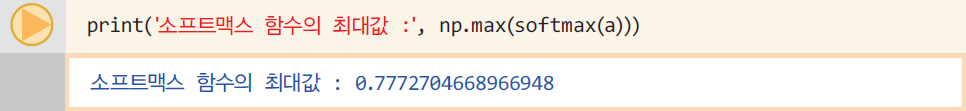 print('소프트맥스 함수의 최대값 :', np.max(softmax(a)))
소프트맥스 함수의 최대값 : 0.7772704668966948